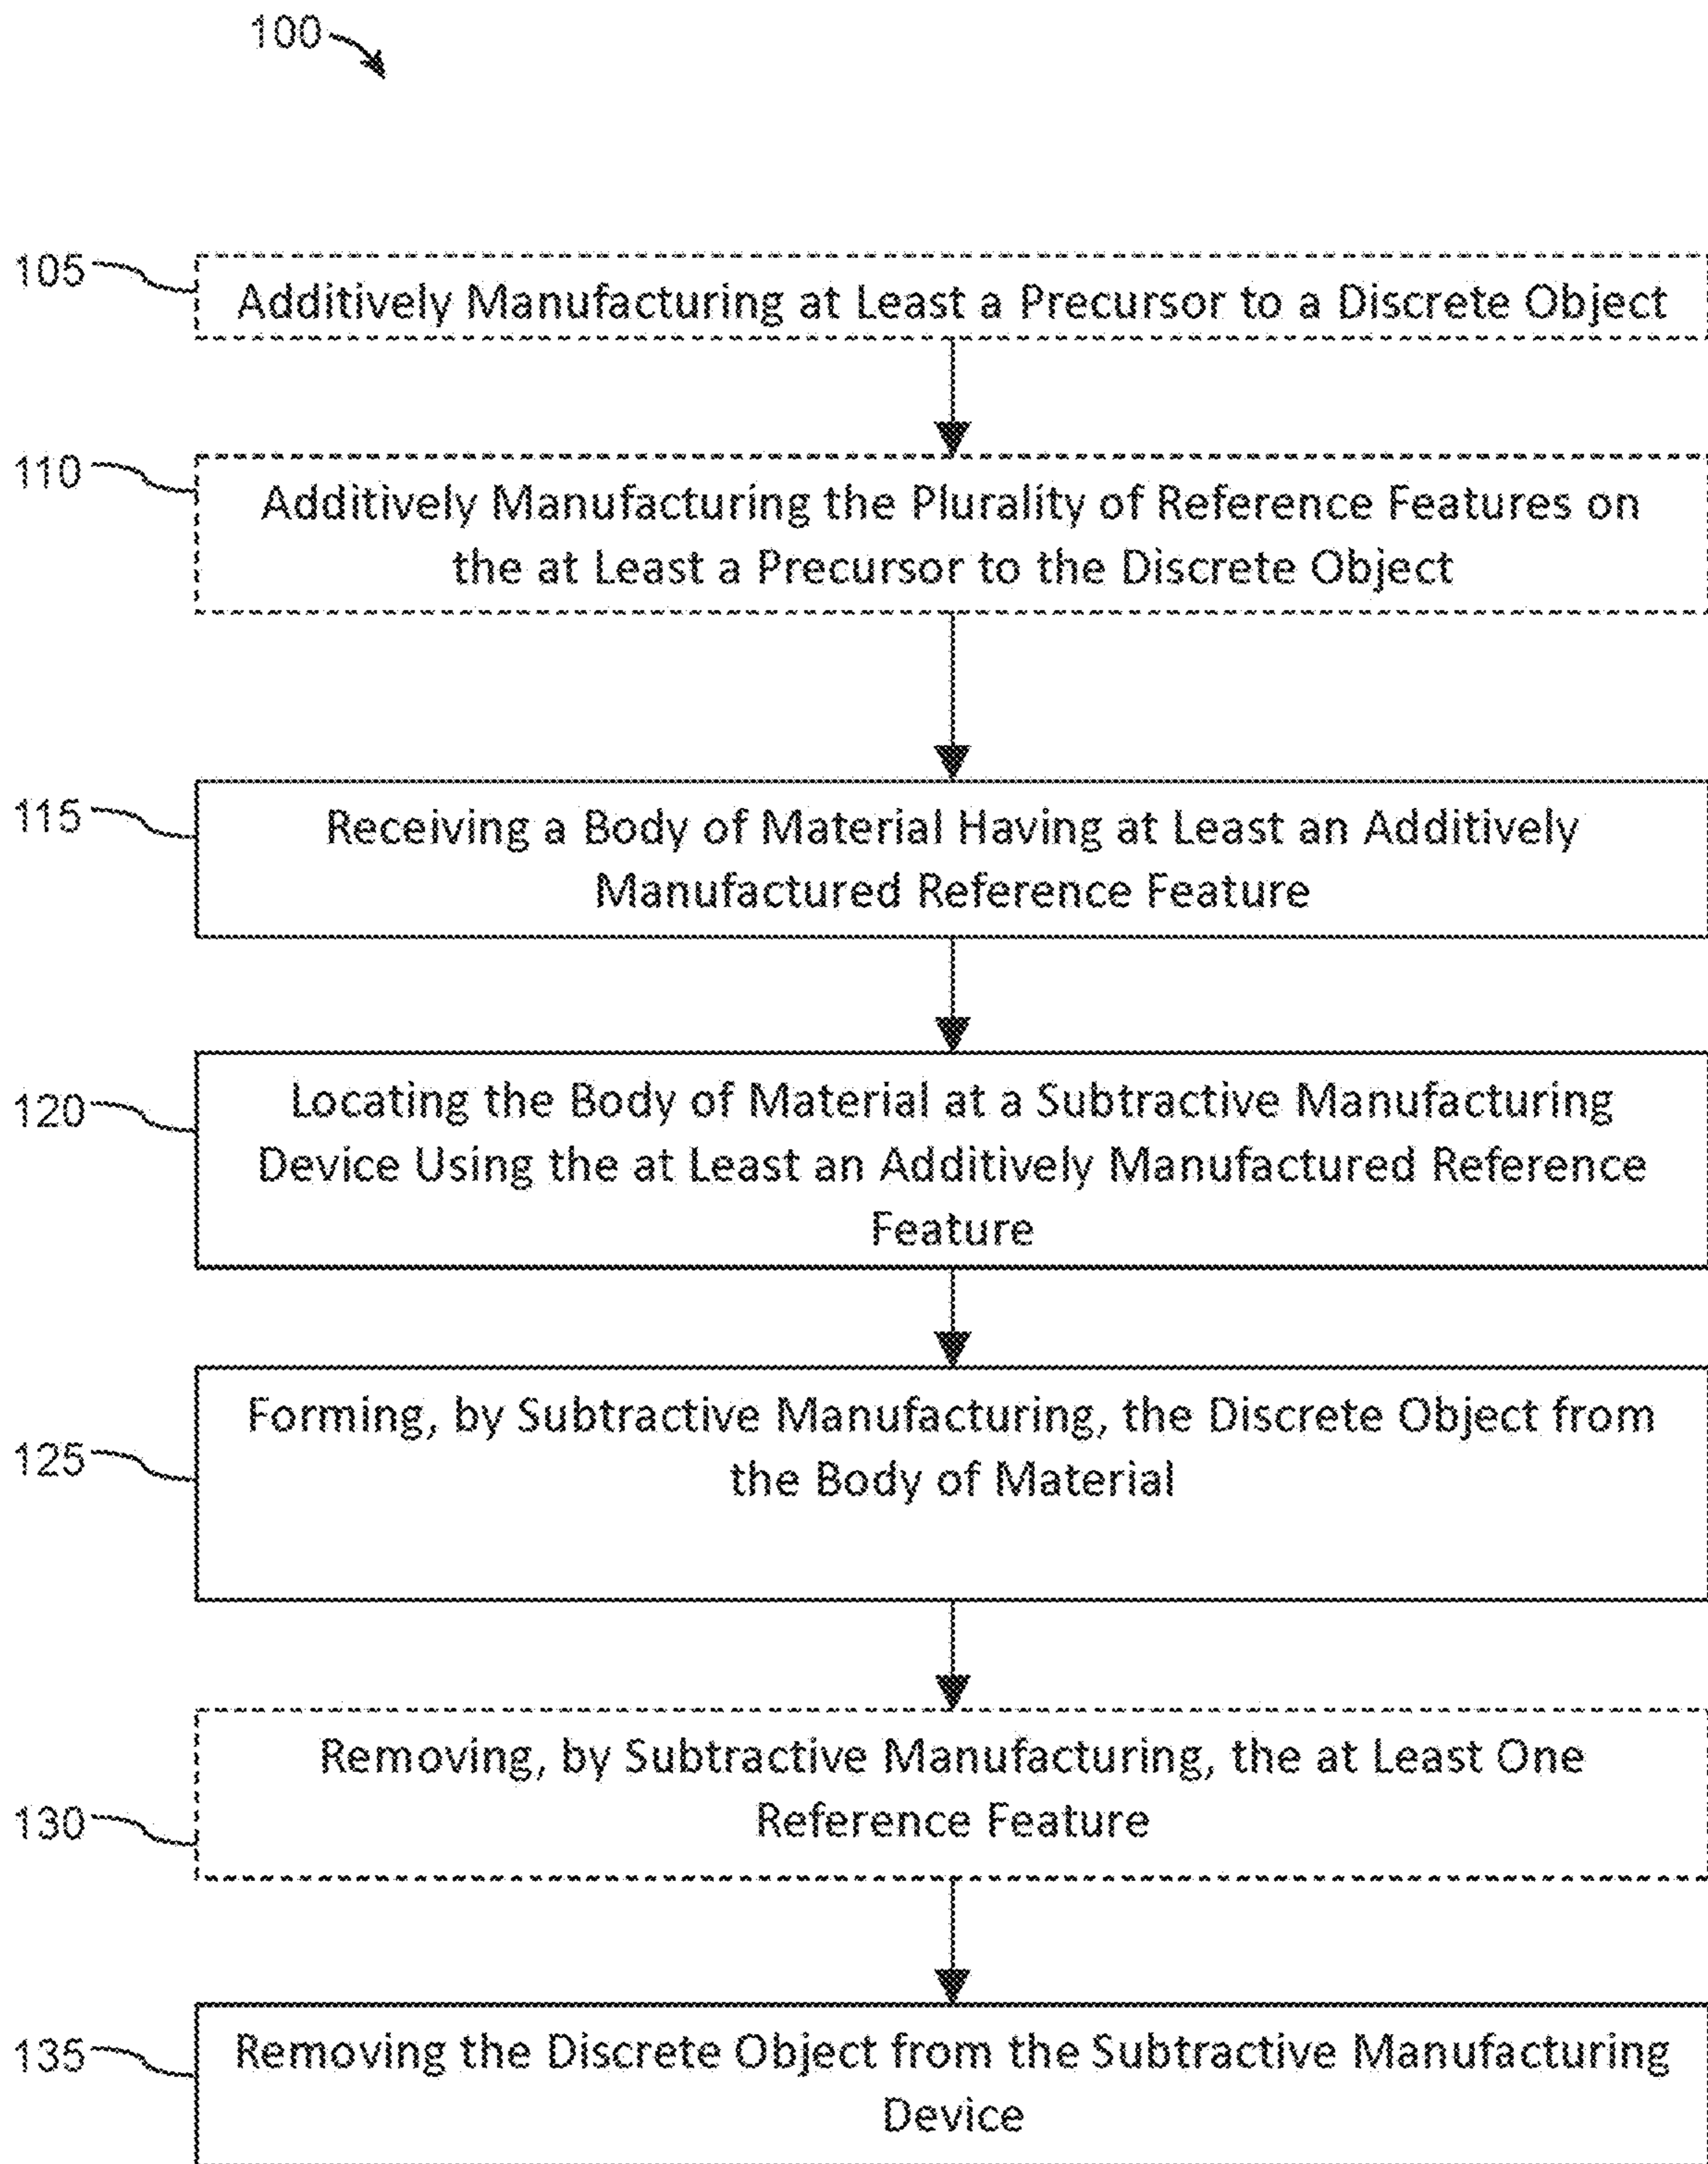 100
105
Additively Manufacturing at Least a Precursor to a Discrete Object
110
Additively Manufacturing the Plurality of Reference Features on
the at Least a Precursor to the Discrete Object
115
Receiving a Body of Material Having at Least an Additively
Manufactured Reference Feature
120
Locating the Body of Material at a Subtractive Manufacturing
Device Using the at Least an Additively Manufactured Reference
Feature
125
Forming, by Subtractive Manufacturing, the Discrete Object from
the Body of Material
130
Removing, by Subtractive Manufacturing, the at Least One
Reference Feature
135
Removing the Discrete Object from the Subtractive Manufacturing
Device